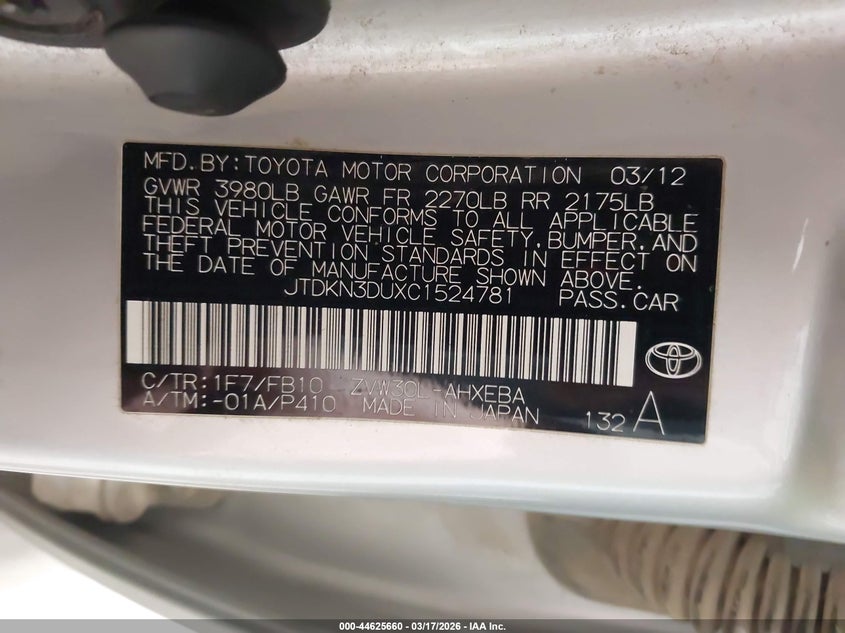 MFD.BY:TOYOTA MOTOR CORPORATION 03/12
GVWR 3980LB GAWR FR 2270LB RR 2175LB
THIS VEHICLE CONFORMS TO ALL APPLICABLE
FEDERAL MOTOR VEHICLE SAFETY,BUMPER,AND
THEFT PREVENTION STANDARDS IN EFFECT ON
THE DATE OF MANUFACTURE SHOWN ABOVE.
JTDKN3DUXC1524781 PASS.CAR
C/TR:1F7/FB10 ZVW30L-AHXEBA
A/TM:-01A/P410 MADE IN JAPAN 132 A
000-44625660 - 03/17/2026 - IAA Inc.